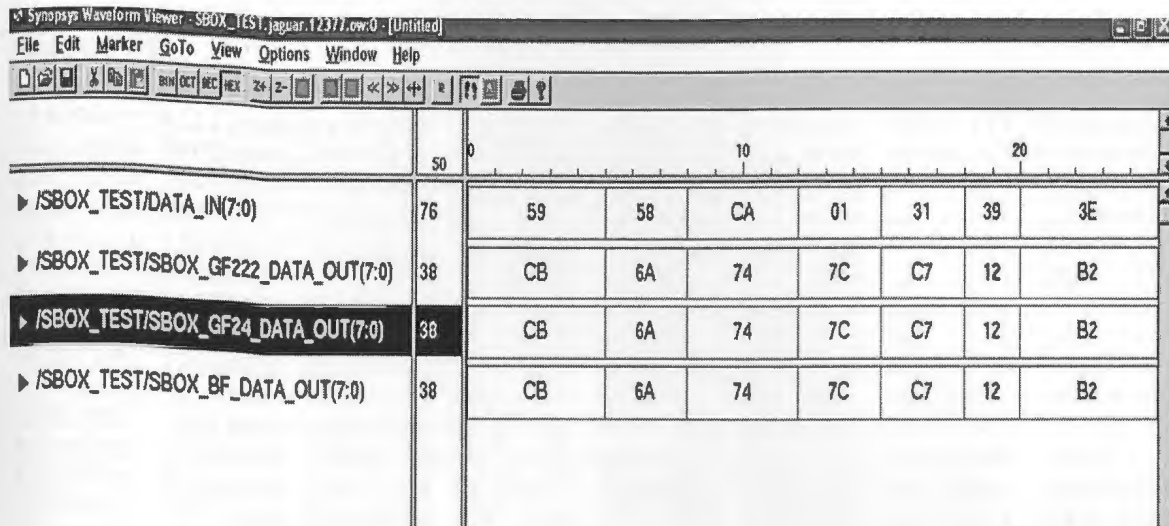 Synopsys Waveform Viewer - SBOX_TEST.jaguar.12377.ow:0 - [Untitled]
File Edit Marker GoTo View Options Window Help
BIN OCT DEC HEX 2+ 2-
50 0 10 20
/SBOX_TEST/DATA_IN(7:0) 76 59 58 CA 01 31 39 3E
/SBOX_TEST/SBOX_GF222_DATA_OUT(7:0) 38 CB 6A 74 7C C7 12 B2
/SBOX_TEST/SBOX_GF24_DATA_OUT(7:0) 38 CB 6A 74 7C C7 12 B2
/SBOX_TEST/SBOX_BF_DATA_OUT(7:0) 38 CB 6A 74 7C C7 12 B2